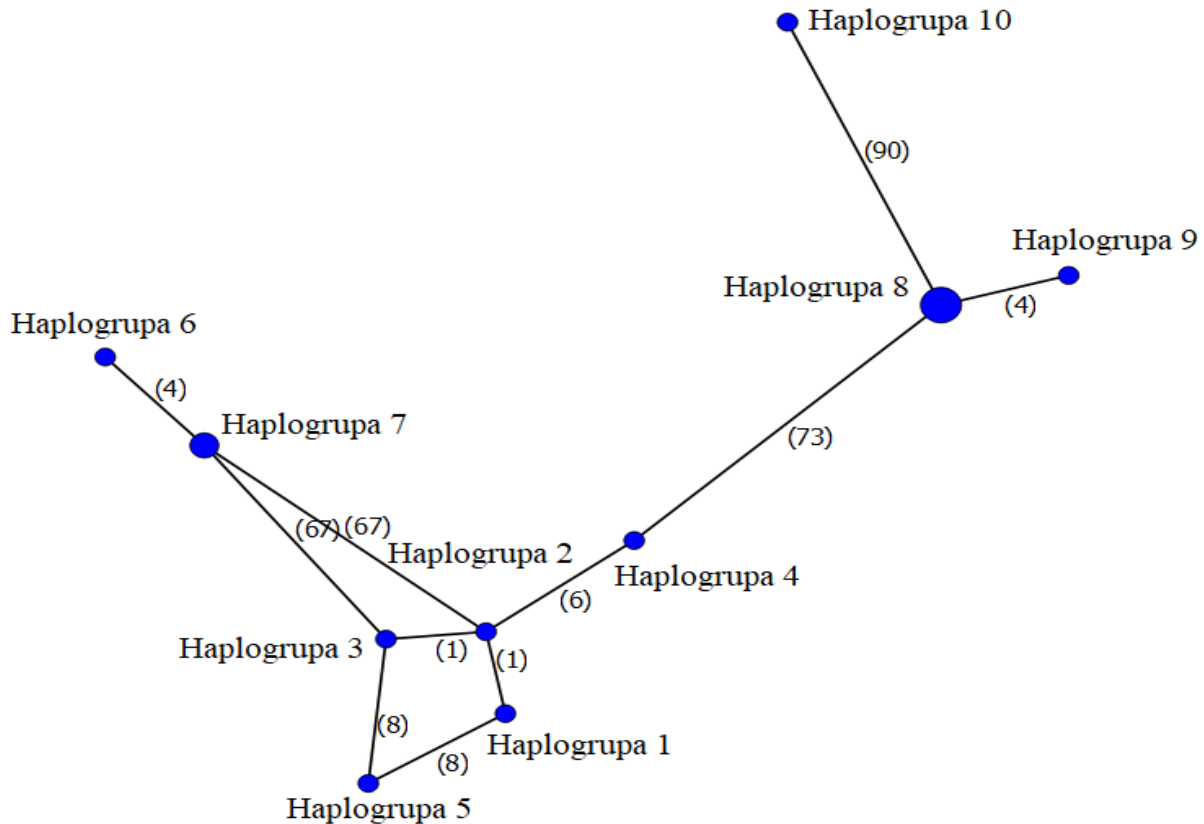 Haplogrupa 10
(90)
Haplogrupa 9
Haplogrupa 8
(4)
Haplogrupa 6
(4)
Haplogrupa 7
(73)
(67)
(67)
Haplogrupa 2
Haplogrupa 4
(6)
Haplogrupa 3
(1)
(1)
(8)
Haplogrupa 1
(8)
Haplogrupa 5